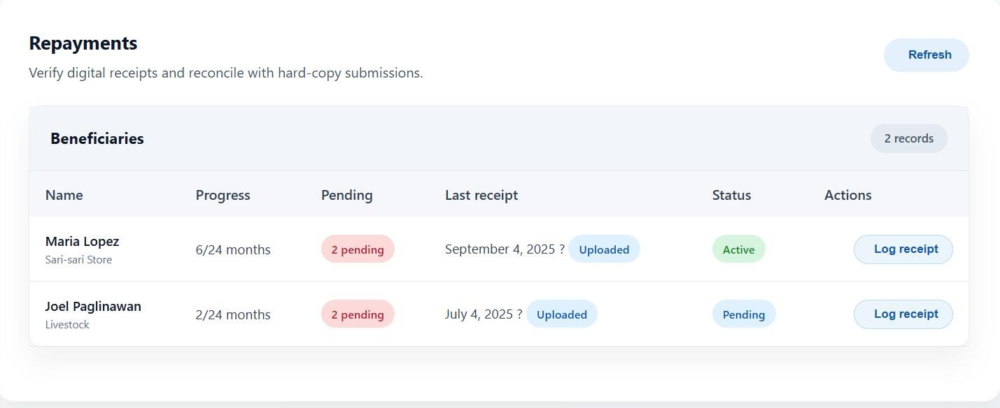 Repayments
Refresh
Verify digital receipts and reconcile with hard-copy submissions.
Beneficiaries
2 records
Name Progress Pending Last receipt Status Actions
Maria Lopez
Sari-sari Store
6/24 months 2 pending September 4, 2025 ? Uploaded Active Log receipt
Joel Paglinawan
Livestock
2/24 months 2 pending July 4, 2025 ? Uploaded Pending Log receipt